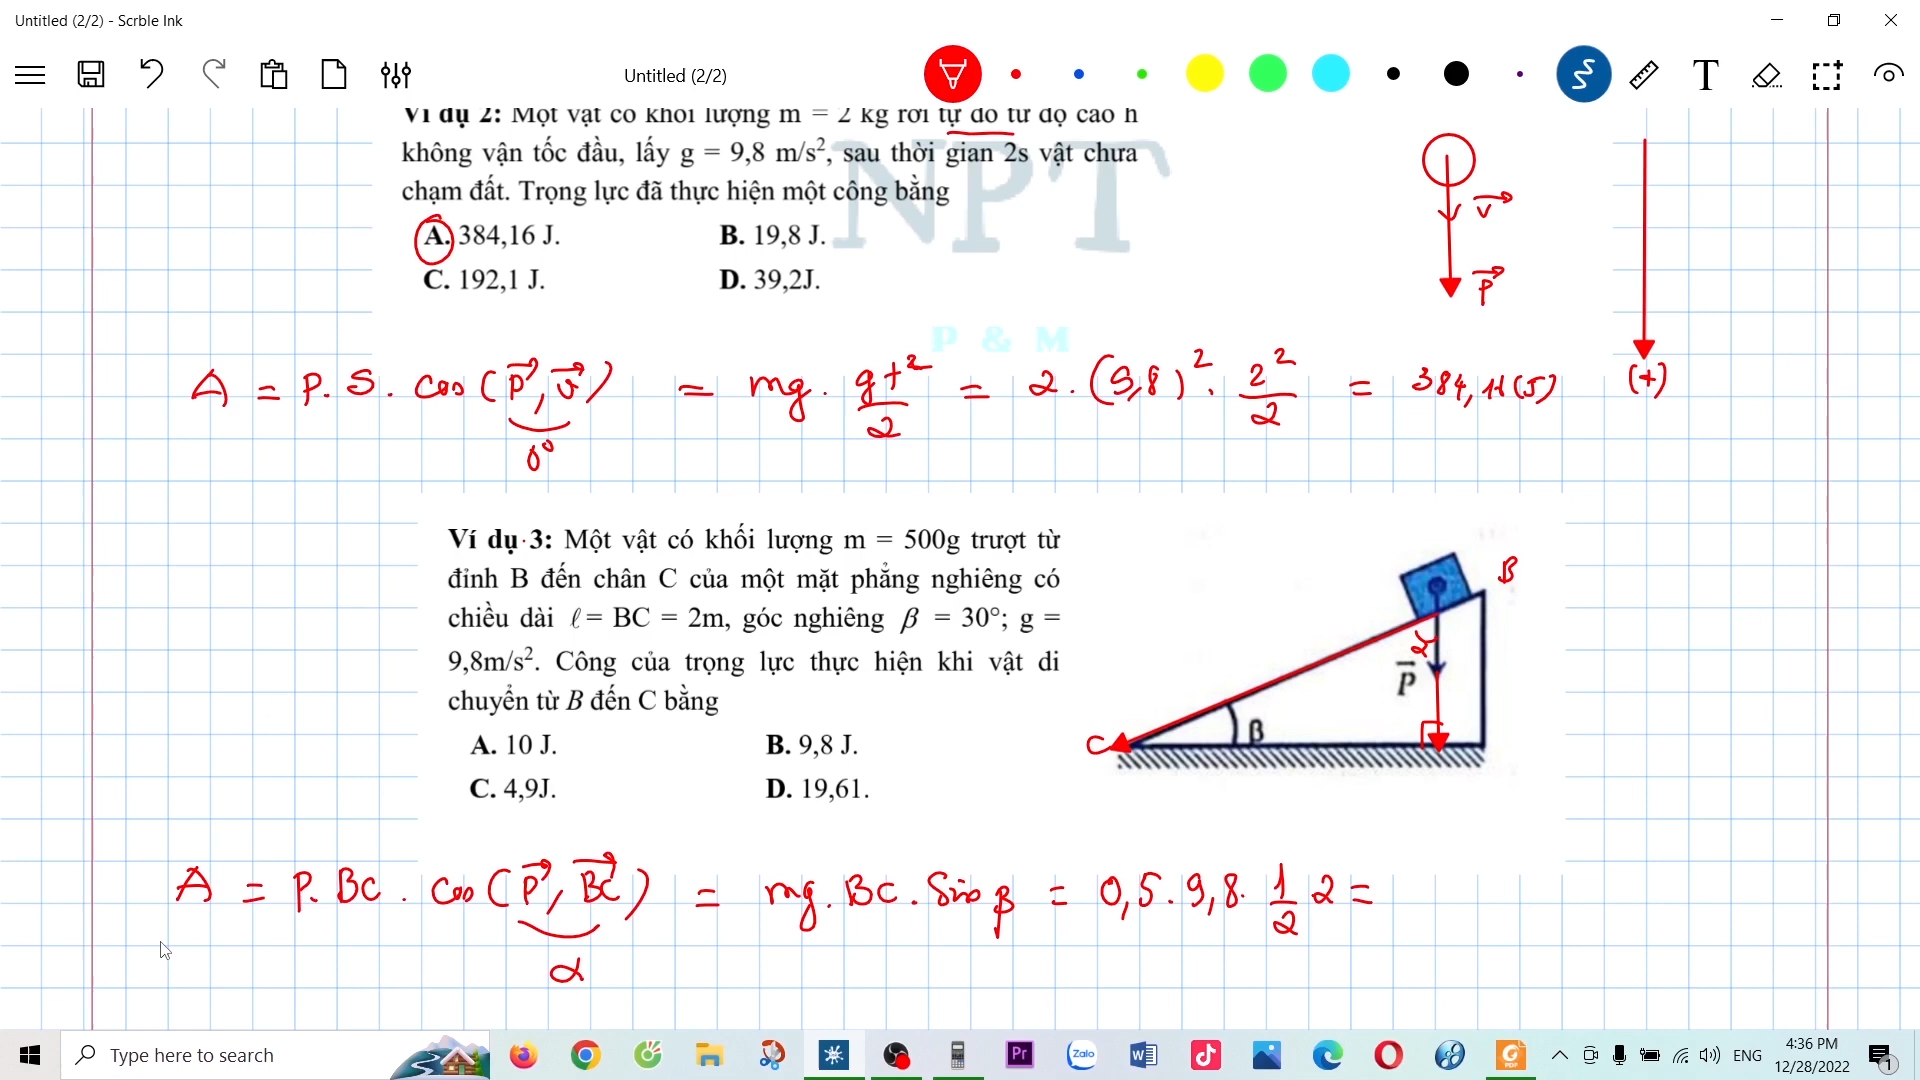 Untitled (2/2) - Scrble Ink
Untitled (2/2)
T
Ví dụ 2: Một vật có khối lượng m = 2 kg rơi tự do từ độ cao h
không vận tốc đầu, lấy g = 9,8 m/s², sau thời gian 2s vật chưa
chạm đất. Trọng lực đã thực hiện một công bằng
A. 384,16 J. B. 19,8 J.
C. 192,1 J. D. 39,2J.
NPT
P & M
v
P
(+)
A = P. S. cos(P, v) = mg. gt²/2 = 2. (9,8)². 2²/2 = 384,16(J)
0°
Ví dụ 3: Một vật có khối lượng m = 500g trượt từ
đỉnh B đến chân C của một mặt phẳng nghiêng có
chiều dài ℓ = BC = 2m, góc nghiêng β = 30°; g =
9,8m/s². Công của trọng lực thực hiện khi vật di
chuyển từ B đến C bằng
A. 10 J. B. 9,8 J.
C. 4,9J. D. 19,61.
B
α
P
β
C
A = P. BC. cos(P, BC) = mg. BC. Sin β = 0,5. 9,8. 1/2 2 =
α
Type here to search
Pr
Zalo
W
PDF
ENG
4:36 PM
12/28/2022
1